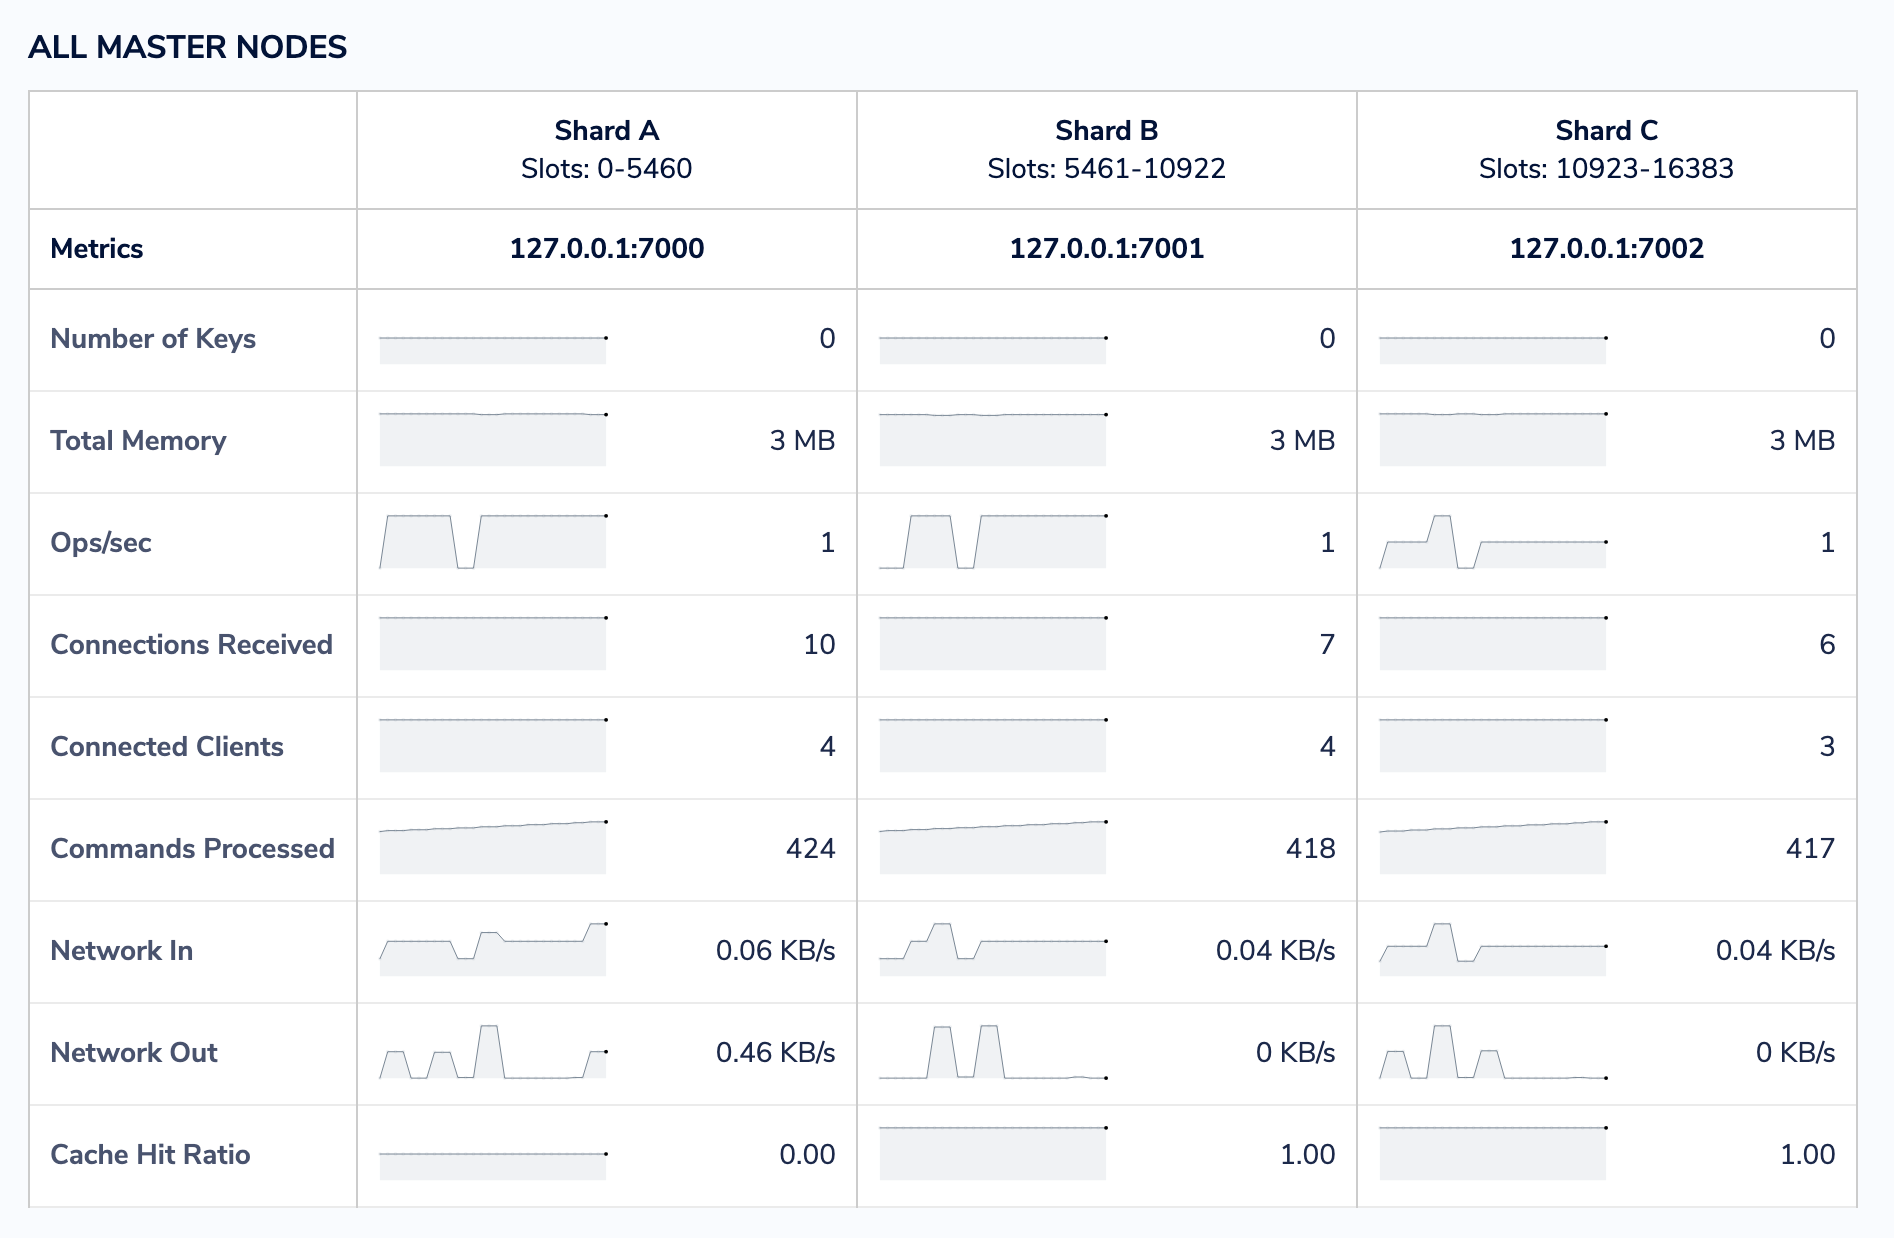 ALL MASTER NODES
Shard A
Slots: 0-5460
Shard B
Slots: 5461-10922
Shard C
Slots: 10923-16383
Metrics 127.0.0.1:7000 127.0.0.1:7001 127.0.0.1:7002
Number of Keys 0 0 0
Total Memory 3 MB 3 MB 3 MB
Ops/sec 1 1 1
Connections Received 10 7 6
Connected Clients 4 4 3
Commands Processed 424 418 417
Network In 0.06 KB/s 0.04 KB/s 0.04 KB/s
Network Out 0.46 KB/s 0 KB/s 0 KB/s
Cache Hit Ratio 0.00 1.00 1.00